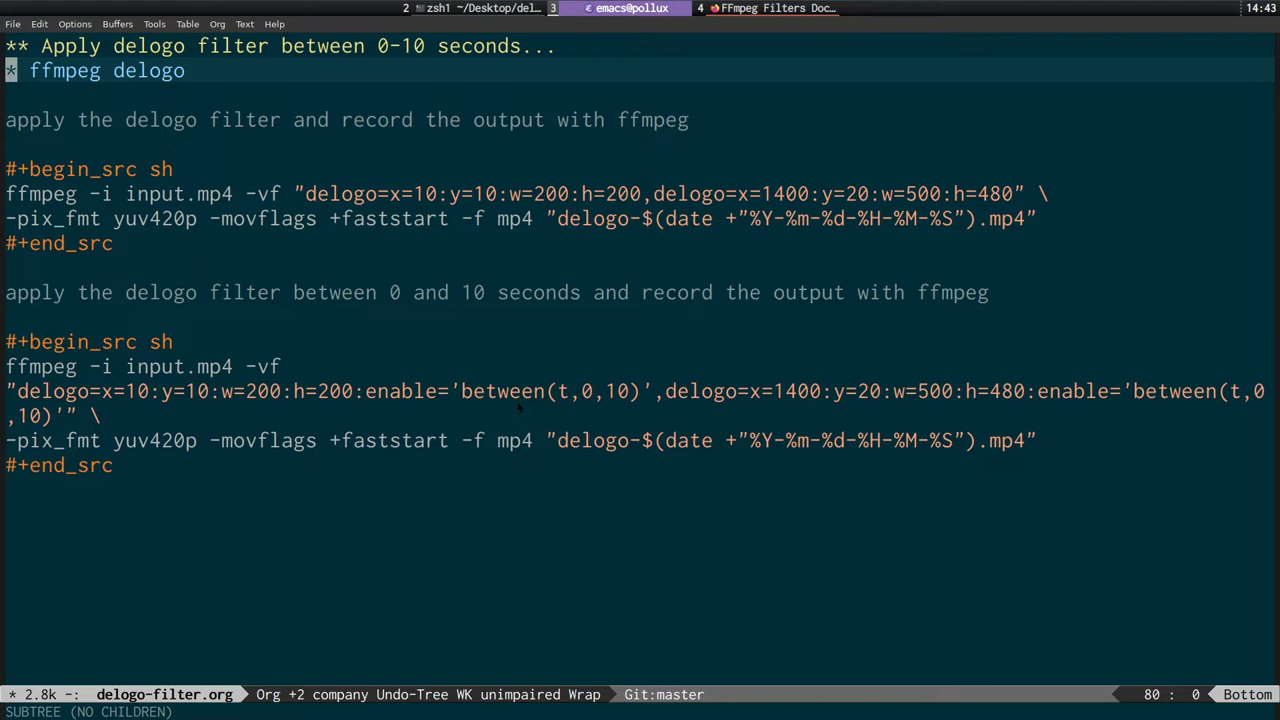 2 zsh1 ~/Desktop/del… 3 emacs@pollux 4 FFmpeg Filters Doc… 14:43
File Edit Options Buffers Tools Table Org Text Help
** Apply delogo filter between 0-10 seconds...
* ffmpeg delogo
apply the delogo filter and record the output with ffmpeg
#+begin_src sh
ffmpeg -i input.mp4 -vf "delogo=x=10:y=10:w=200:h=200,delogo=x=1400:y=20:w=500:h=480" \
-pix_fmt yuv420p -movflags +faststart -f mp4 "delogo-$(date +"%Y-%m-%d-%H-%M-%S").mp4"
#+end_src
apply the delogo filter between 0 and 10 seconds and record the output with ffmpeg
#+begin_src sh
ffmpeg -i input.mp4 -vf
"delogo=x=10:y=10:w=200:h=200:enable='between(t,0,10)',delogo=x=1400:y=20:w=500:h=480:enable='between(t,0
,10)'" \
-pix_fmt yuv420p -movflags +faststart -f mp4 "delogo-$(date +"%Y-%m-%d-%H-%M-%S").mp4"
#+end_src
* 2.8k -: delogo-filter.org Org +2 company Undo-Tree WK unimpaired Wrap Git:master 80 : 0 Bottom
SUBTREE (NO CHILDREN)